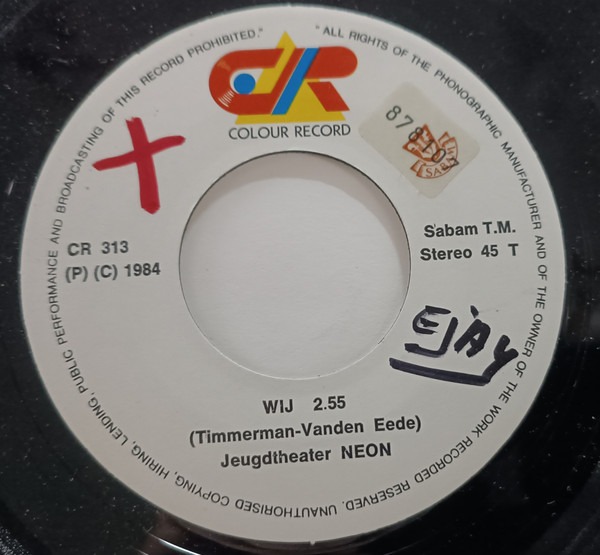 "ALL RIGHTS OF THE PHONOGRAPHIC MANUFACTURER AND OF THE OWNER OF THE WORK RECORDED RESERVED. UNAUTHORISED COPYING, HIRING, LENDING, PUBLIC PERFORMANCE AND BROADCASTING OF THIS RECORD PROHIBITED."
CR
COLOUR RECORD
SABA
CR 313
(P) (C) 1984
Sabam T.M.
Stereo 45 T
EJAY
WIJ 2.55
(Timmerman-Vanden Eede)
Jeugdtheater NEON